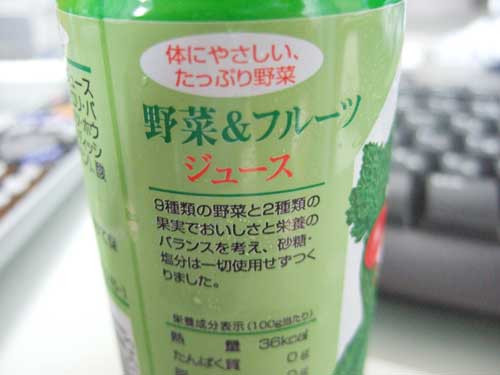 体にやさしい、
たっぷり野菜
野菜&フルーツ
ジュース
9種類の野菜と2種類の
果実でおいしさと栄養の
バランスを考え、砂糖・
塩分は一切使用せずつく
りました。
栄養成分表示(100g当たり)
熱 量 36kcal
たんぱく質 0g